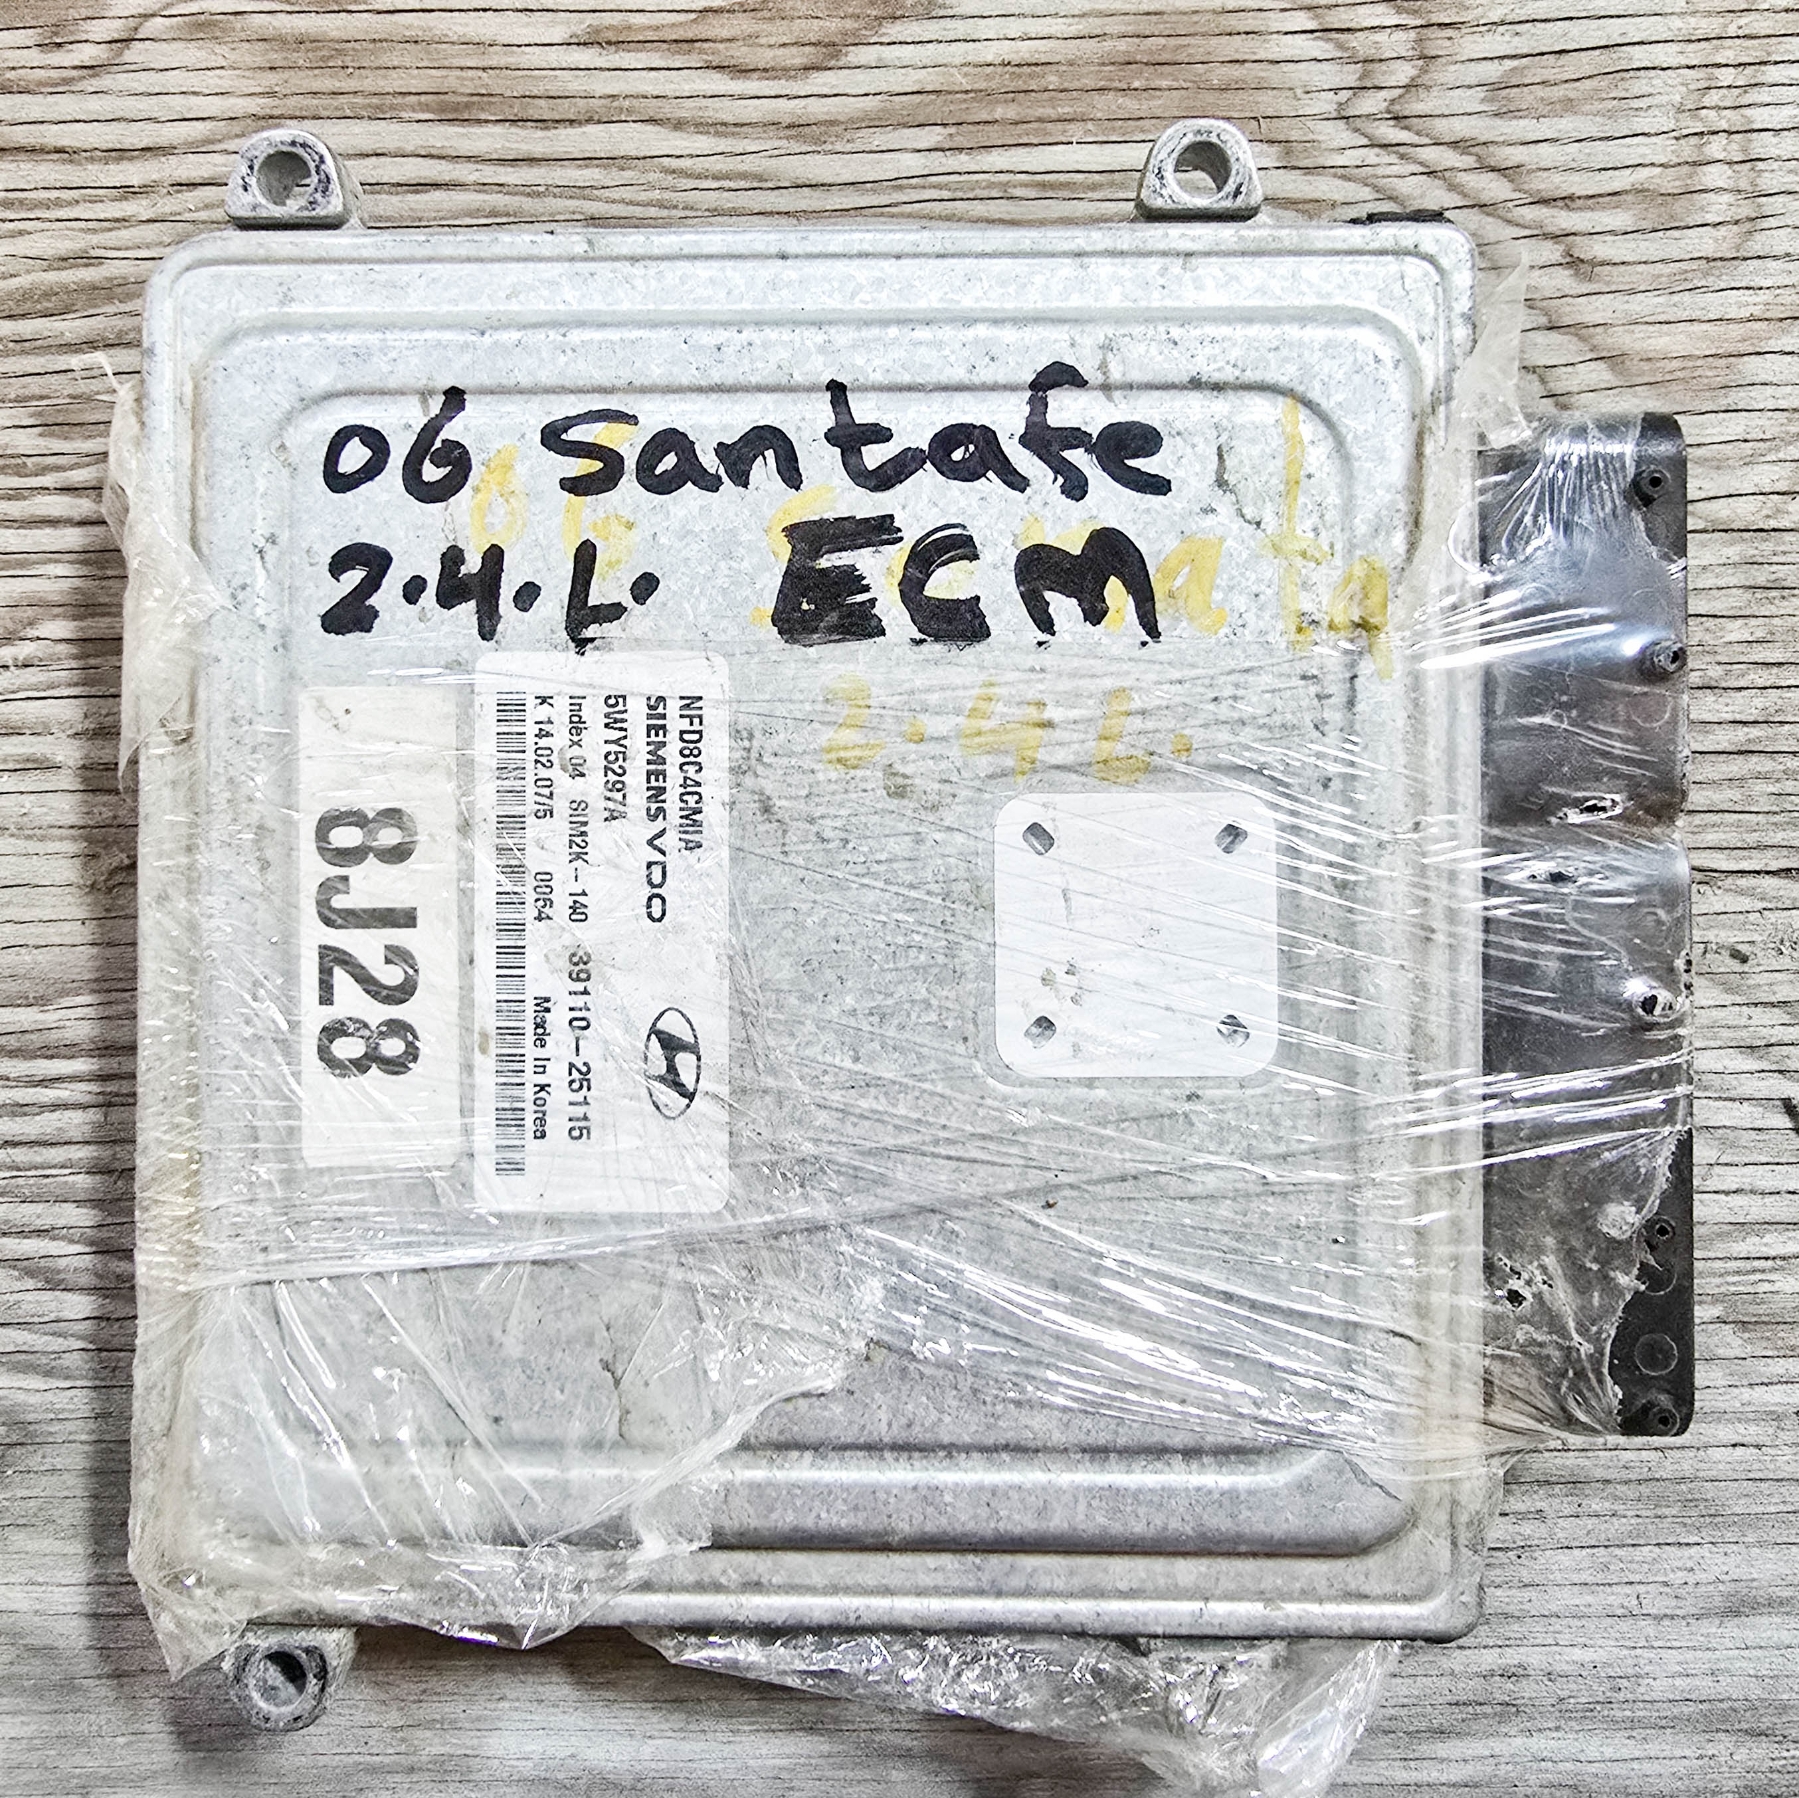 06 Santafe
2.4.L. ECM
06 Sonata
2.4 L.
NFD8C4CMIA
SIEMENS VDO
5WY5297A
Index 04 SIM2K-140 39110-25115
K 14.02.07/5 0064 Made In Korea
8J28